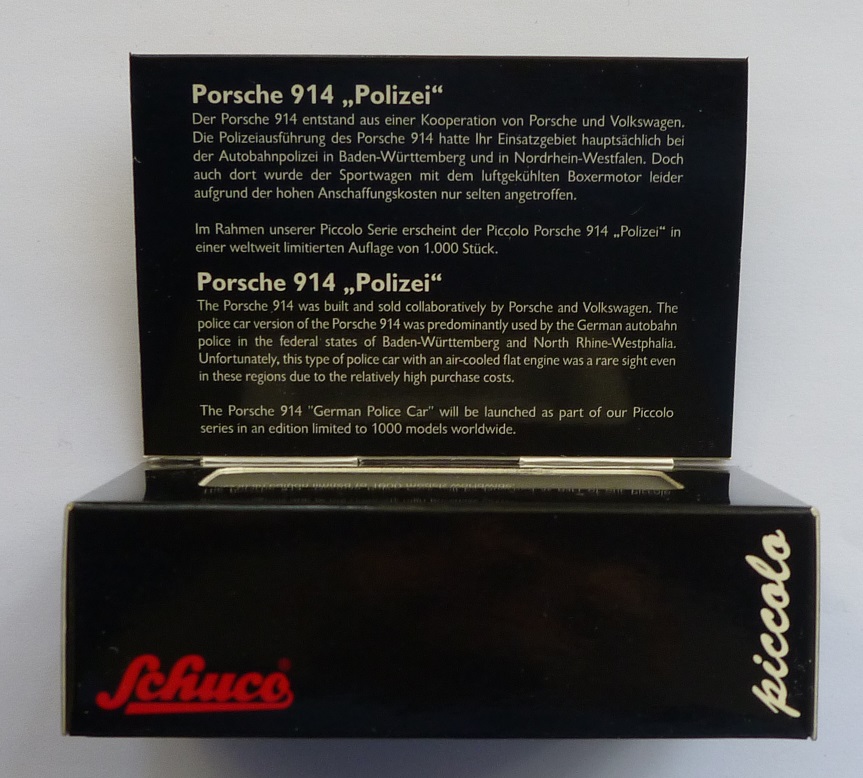 Porsche 914 „Polizei“
Der Porsche 914 entstand aus einer Kooperation von Porsche und Volkswagen.
Die Polizeiausführung des Porsche 914 hatte Ihr Einsatzgebiet hauptsächlich bei
der Autobahnpolizei in Baden-Württemberg und in Nordrhein-Westfalen. Doch
auch dort wurde der Sportwagen mit dem luftgekühlten Boxermotor leider
aufgrund der hohen Anschaffungskosten nur selten angetroffen.
Im Rahmen unserer Piccolo Serie erscheint der Piccolo Porsche 914 „Polizei“ in
einer weltweit limitierten Auflage von 1.000 Stück.
Porsche 914 „Polizei“
The Porsche 914 was built and sold collaboratively by Porsche and Volkswagen. The
police car version of the Porsche 914 was predominantly used by the German autobahn
police in the federal states of Baden-Württemberg and North Rhine-Westphalia.
Unfortunately, this type of police car with an air-cooled flat engine was a rare sight even
in these regions due to the relatively high purchase costs.
The Porsche 914 "German Police Car" will be launched as part of our Piccolo
series in an edition limited to 1000 models worldwide.
Schuco®
piccolo